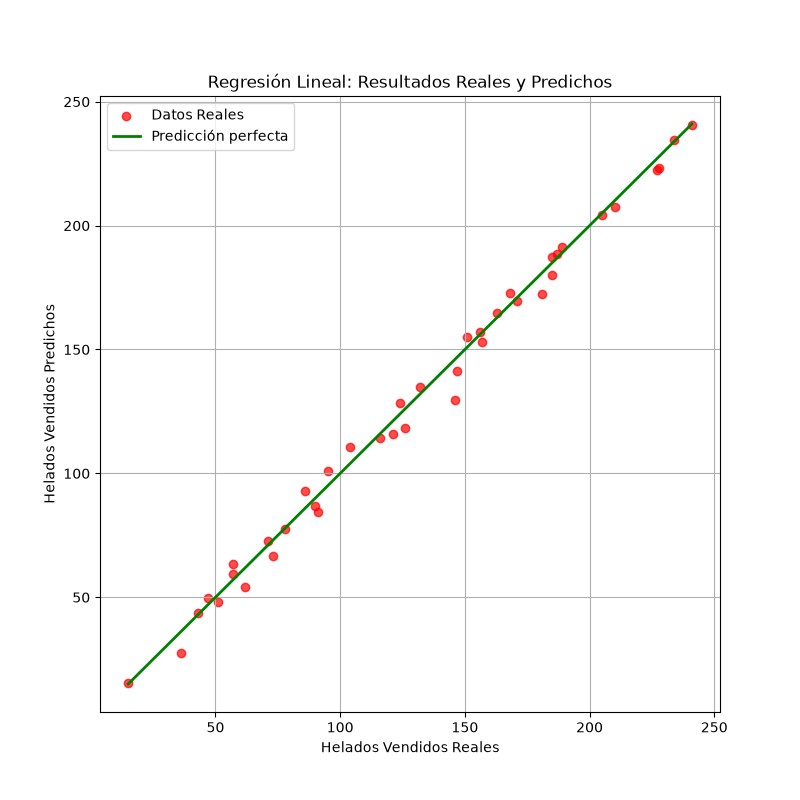 Regresión Lineal: Resultados Reales y Predichos
Datos Reales
Predicción perfecta
Helados Vendidos Predichos
250
200
150
100
50
50 100 150 200 250
Helados Vendidos Reales